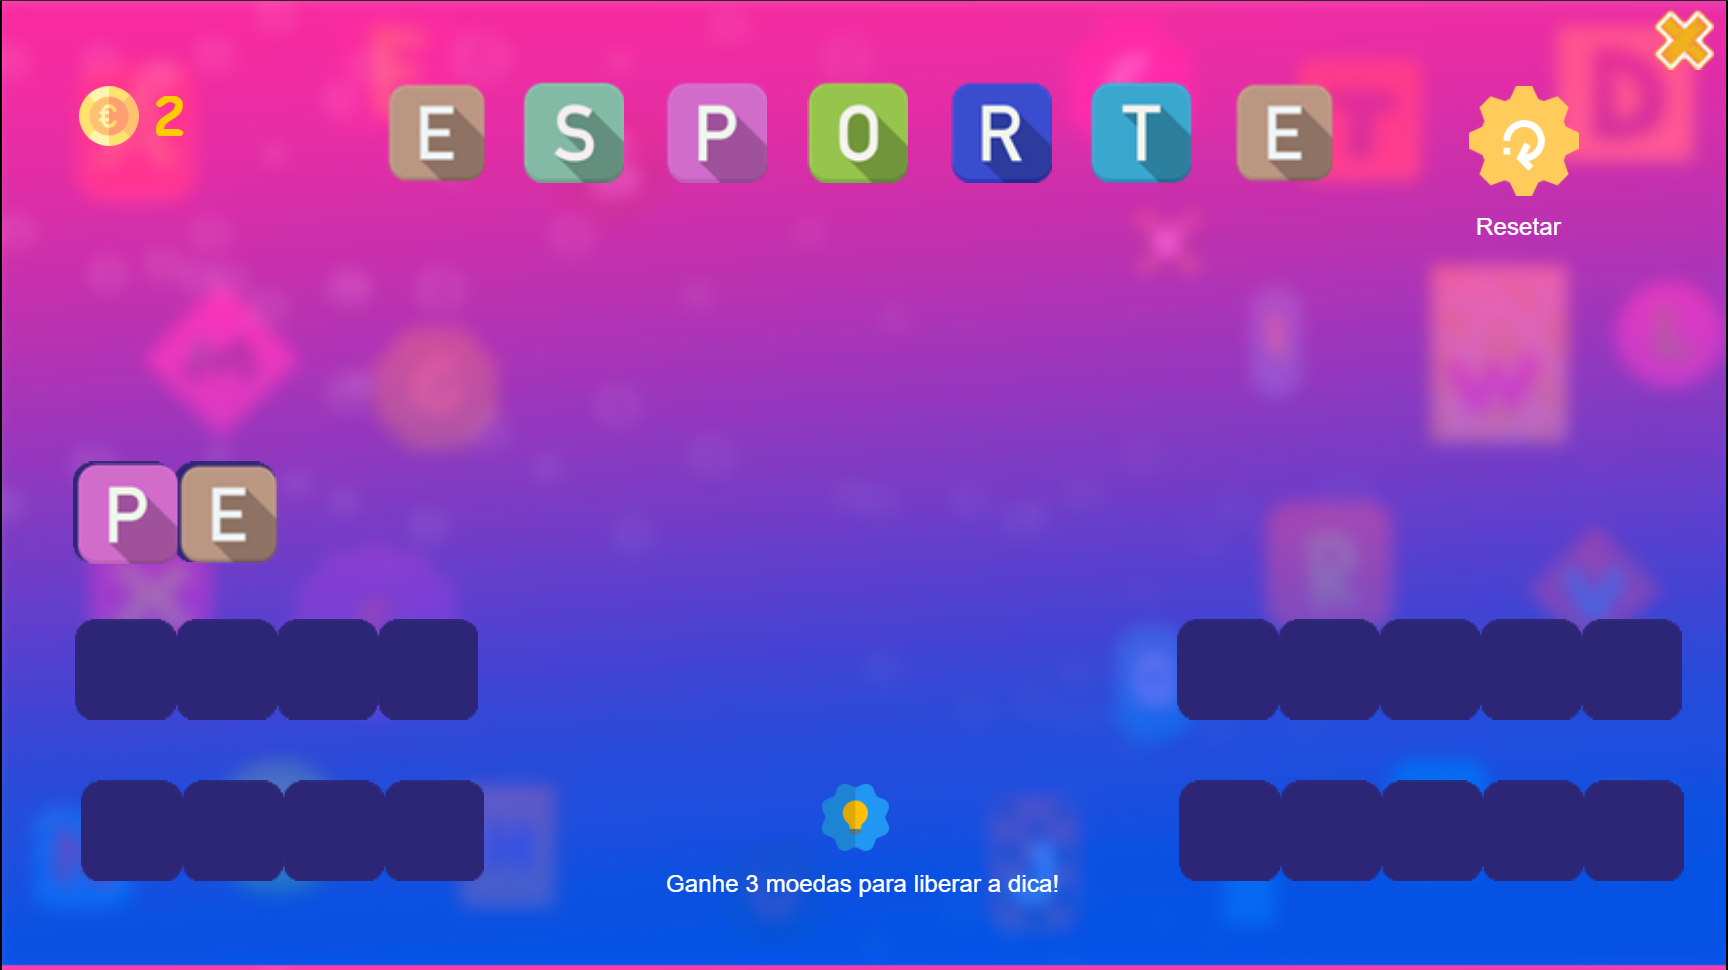 2
E S P O R T E
Resetar
P E
Ganhe 3 moedas para liberar a dica!